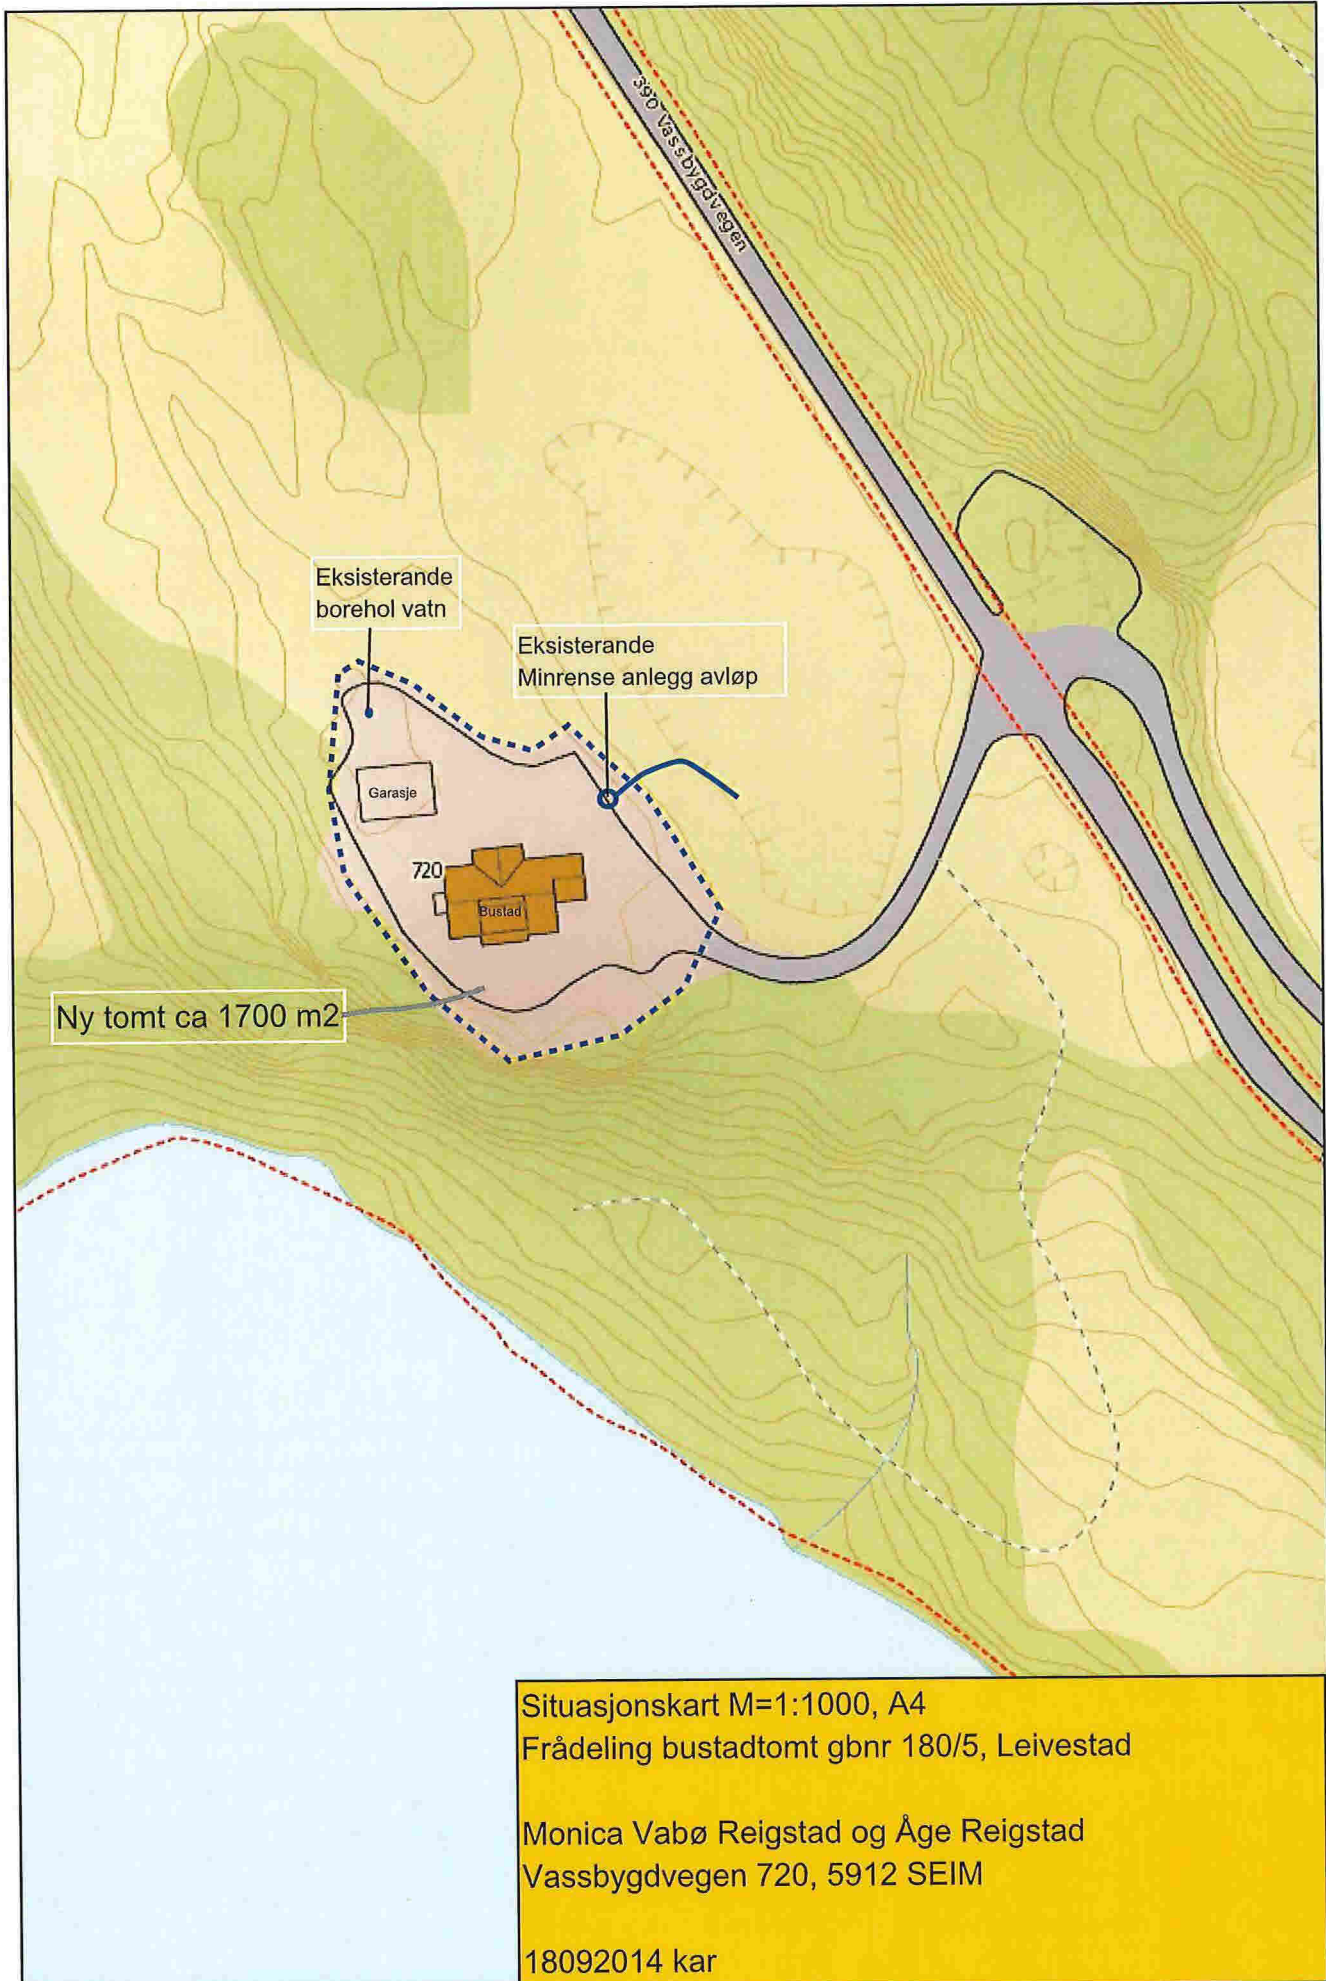 390 Vassbygdvegen
Eksisterande
borehol vatn
Eksisterande
Minrense anlegg avløp
Garasje
720
Bustad
Ny tomt ca 1700 m2
Situasjonskart M=1:1000, A4
Frådeling bustadtomt gbnr 180/5, Leivestad
Monica Vabø Reigstad og Åge Reigstad
Vassbygdvegen 720, 5912 SEIM
18092014 kar